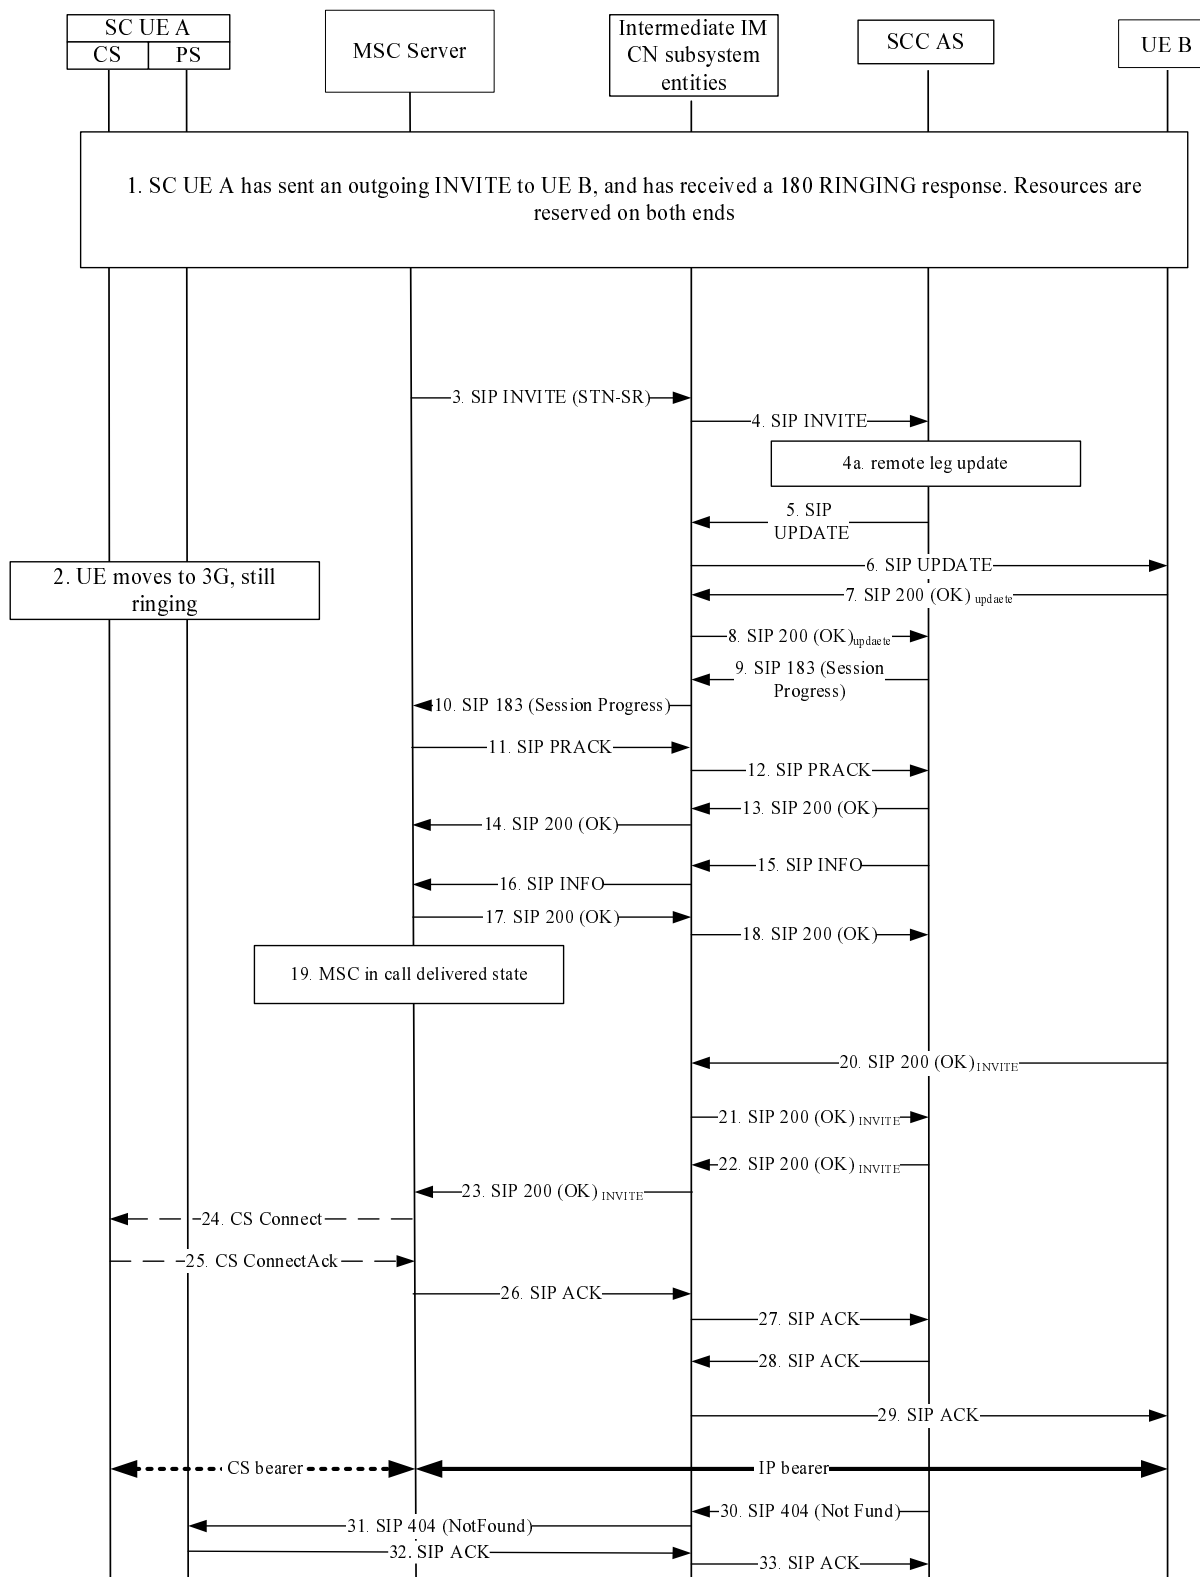 SC UE A
CS
PS
MSC Server
Intermediate IM
CN subsystem
entities
SCC AS
UE B
1. SC UE A has sent an outgoing INVITE to UE B, and has received a 180 RINGING response. Resources are
reserved on both ends
3. SIP INVITE (STN-SR)
4. SIP INVITE
4a. remote leg update
5. SIP
UPDATE
2. UE moves to 3G, still
ringing
6. SIP UPDATE
7. SIP 200 (OK) updaete
8. SIP 200 (OK)updaete
9. SIP 183 (Session
Progress)
10. SIP 183 (Session Progress)
11. SIP PRACK
12. SIP PRACK
13. SIP 200 (OK)
14. SIP 200 (OK)
15. SIP INFO
16. SIP INFO
17. SIP 200 (OK)
18. SIP 200 (OK)
19. MSC in call delivered state
20. SIP 200 (OK)INVITE
21. SIP 200 (OK) INVITE
22. SIP 200 (OK) INVITE
23. SIP 200 (OK) INVITE
24. CS Connect
25. CS ConnectAck
26. SIP ACK
27. SIP ACK
28. SIP ACK
29. SIP ACK
CS bearer
IP bearer
30. SIP 404 (Not Fund)
31. SIP 404 (NotFound)
32. SIP ACK
33. SIP ACK